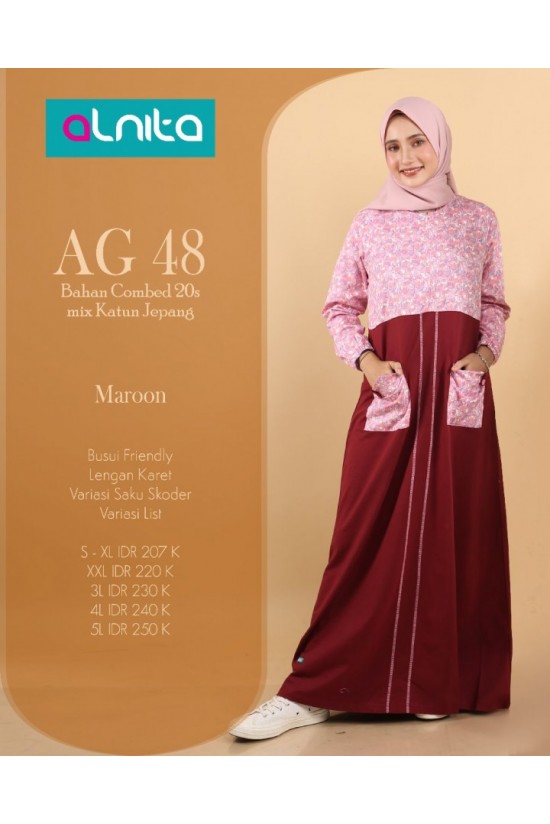 alnita
AG 48
Bahan Combed 20s
mix Katun Jepang
Maroon
Busui Friendly
Lengan Karet
Variasi Saku Skoder
Variasi List
S - XL IDR 207 K
XXL IDR 220 K
3L IDR 230 K
4L IDR 240 K
5L IDR 250 K